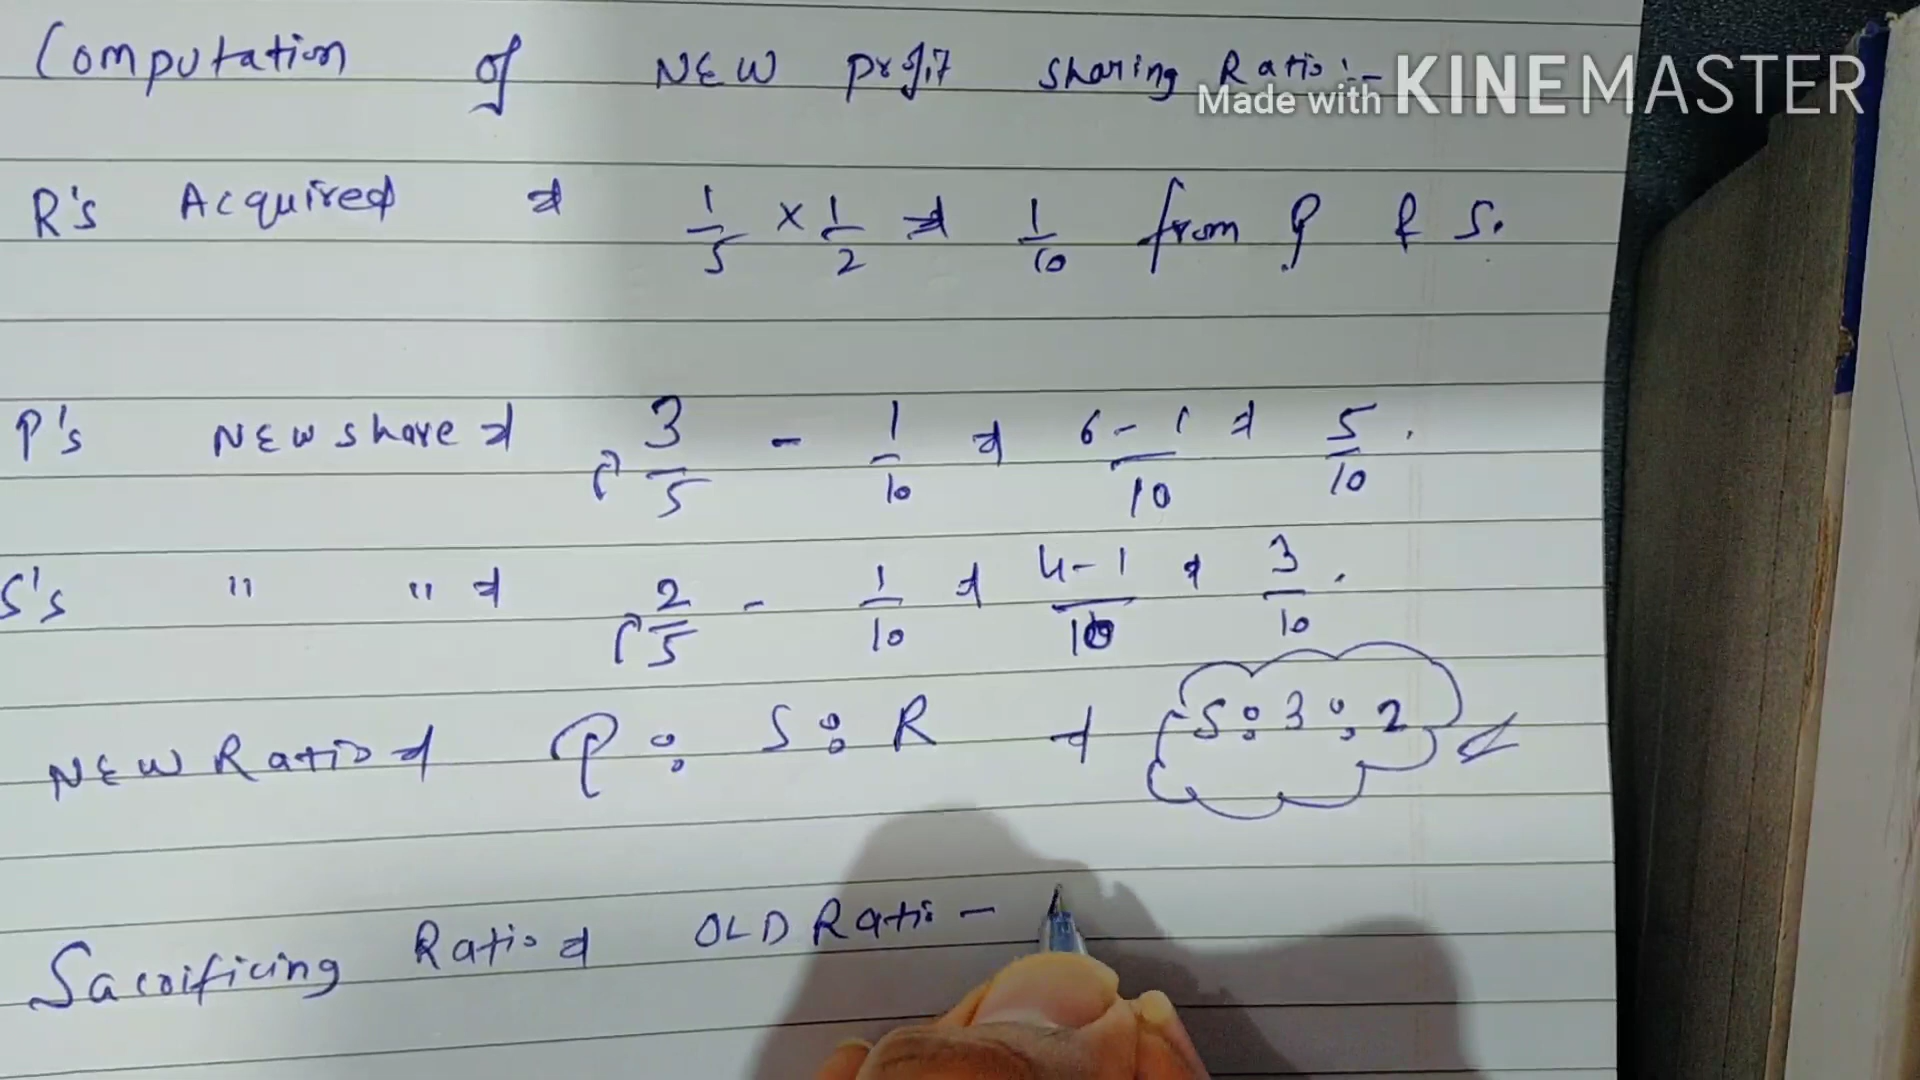 Computation of NEW profit sharing Ratio :-
Made with KINEMASTER
R's Acquired ⇒ 1/5 × 1/2 ⇒ 1/10 from P & S.
P's NEW share ⇒ 3/5 - 1/10 ⇒ 6-1/10 ⇒ 5/10.
S's " " ⇒ 2/5 - 1/10 ⇒ 4-1/10 ⇒ 3/10.
NEW Ratio ⇒ P : S : R ⇒ 5 : 3 : 2
Sacrificing Ratio ⇒ OLD Ratio -